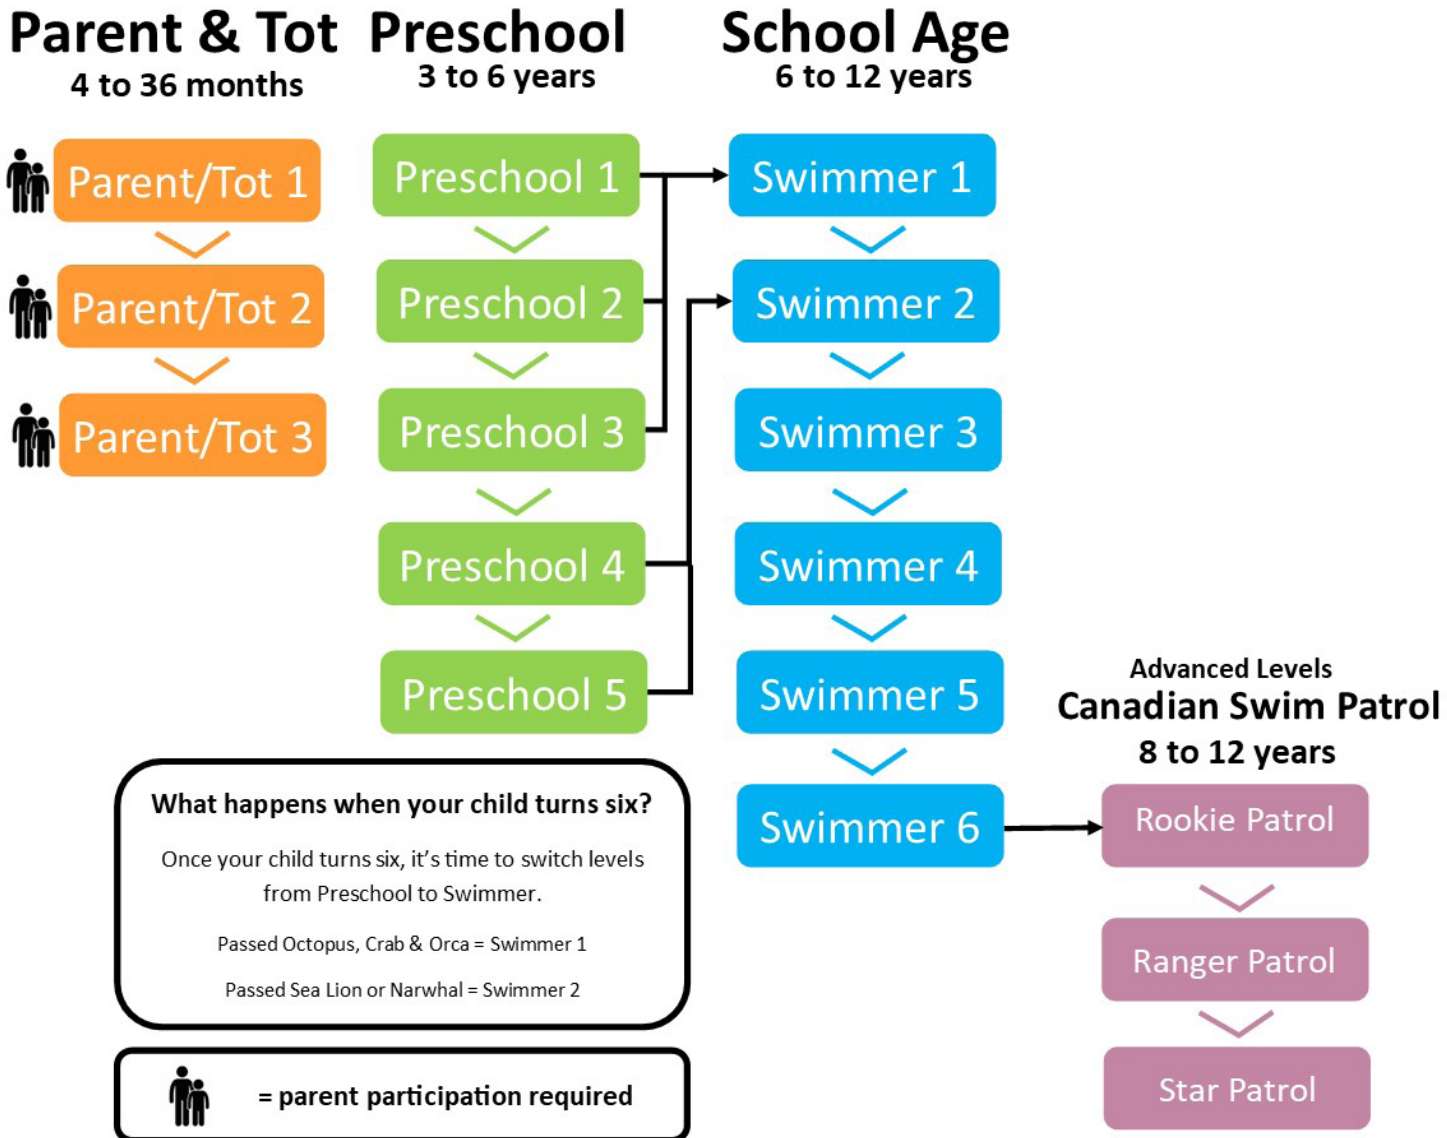 Parent & Tot
4 to 36 months
Parent/Tot 1
Parent/Tot 2
Parent/Tot 3
Preschool
3 to 6 years
Preschool 1
Preschool 2
Preschool 3
Preschool 4
Preschool 5
School Age
6 to 12 years
Swimmer 1
Swimmer 2
Swimmer 3
Swimmer 4
Swimmer 5
Swimmer 6
Advanced Levels
Canadian Swim Patrol
8 to 12 years
Rookie Patrol
Ranger Patrol
Star Patrol
What happens when your child turns six?
Once your child turns six, it's time to switch levels
from Preschool to Swimmer.
Passed Octopus, Crab & Orca = Swimmer 1
Passed Sea Lion or Narwhal = Swimmer 2
= parent participation required